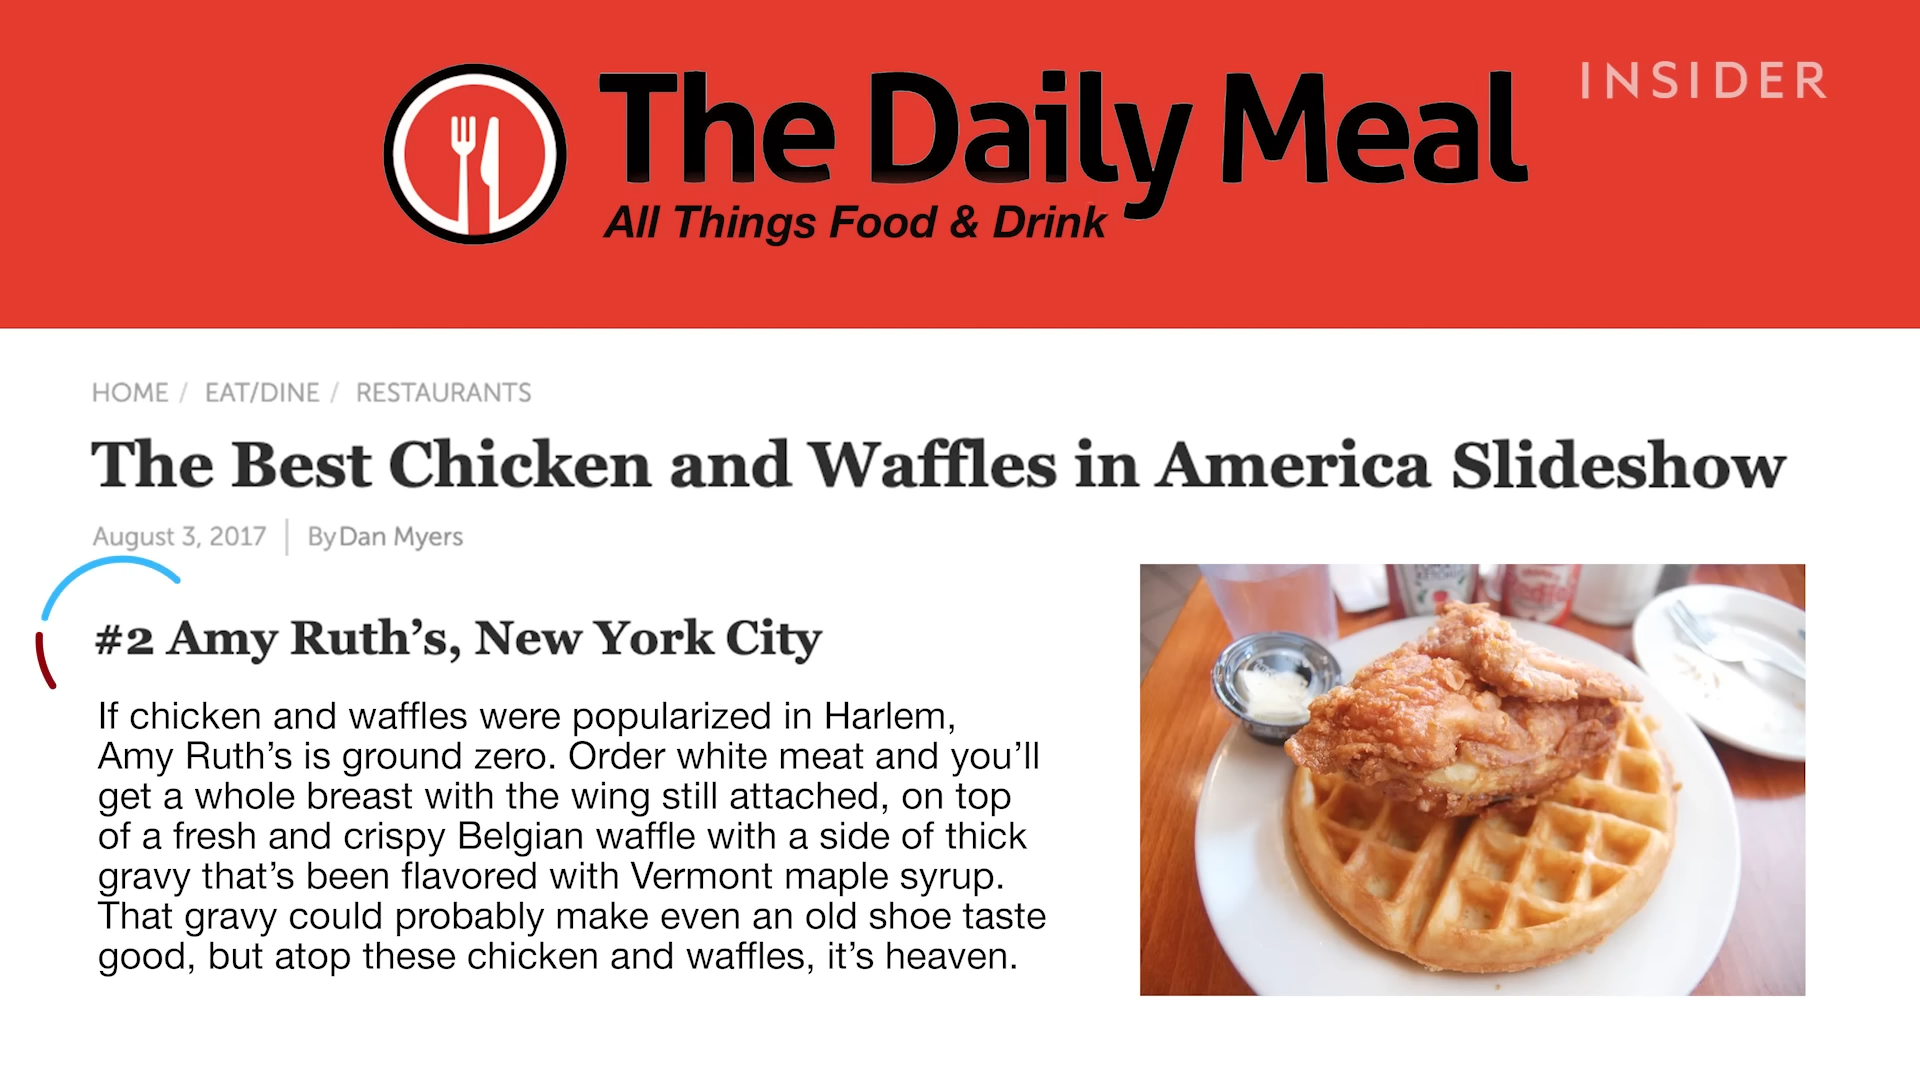 INSIDER
The Daily Meal
All Things Food & Drink
HOME / EAT/DINE / RESTAURANTS
The Best Chicken and Waffles in America Slideshow
August 3, 2017 | By Dan Myers
#2 Amy Ruth’s, New York City
If chicken and waffles were popularized in Harlem,
Amy Ruth’s is ground zero. Order white meat and you’ll
get a whole breast with the wing still attached, on top
of a fresh and crispy Belgian waffle with a side of thick
gravy that’s been flavored with Vermont maple syrup.
That gravy could probably make even an old shoe taste
good, but atop these chicken and waffles, it’s heaven.